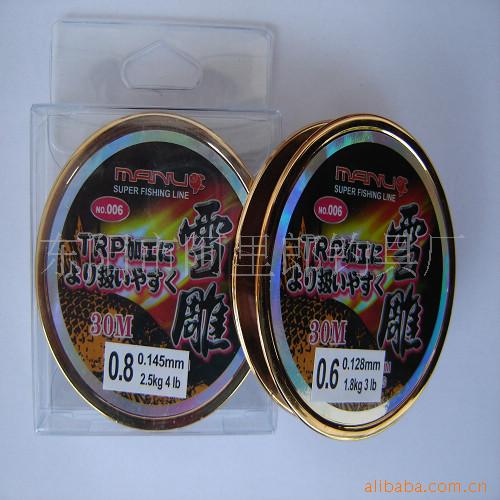 MANLI
SUPER FISHING LINE
NO.006
TRP加工に
より扱いやすく
雷雕
30M
0.8 0.145mm
2.5kg 4 lb
MANLI
SUPER FISHING LINE
NO.006
TRP加工に
より扱いやすく
雷雕
30M
0.6 0.128mm
1.8kg 3 lb
alibaba.com.cn